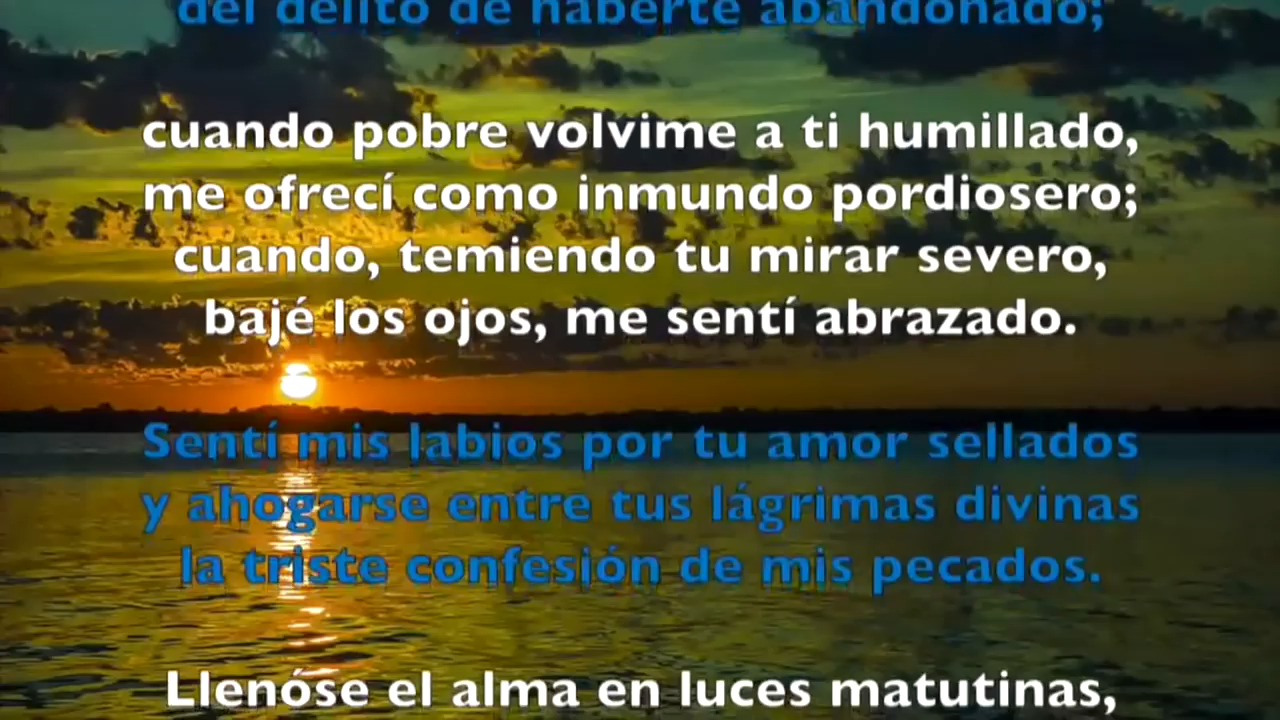 del delito de haberte abandonado;
cuando pobre volvime a ti humillado,
me ofrecí como inmundo pordiosero;
cuando, temiendo tu mirar severo,
bajé los ojos, me sentí abrazado.
Sentí mis labios por tu amor sellados
y ahogarse entre tus lágrimas divinas
la triste confesión de mis pecados.
Llenóse el alma en luces matutinas,